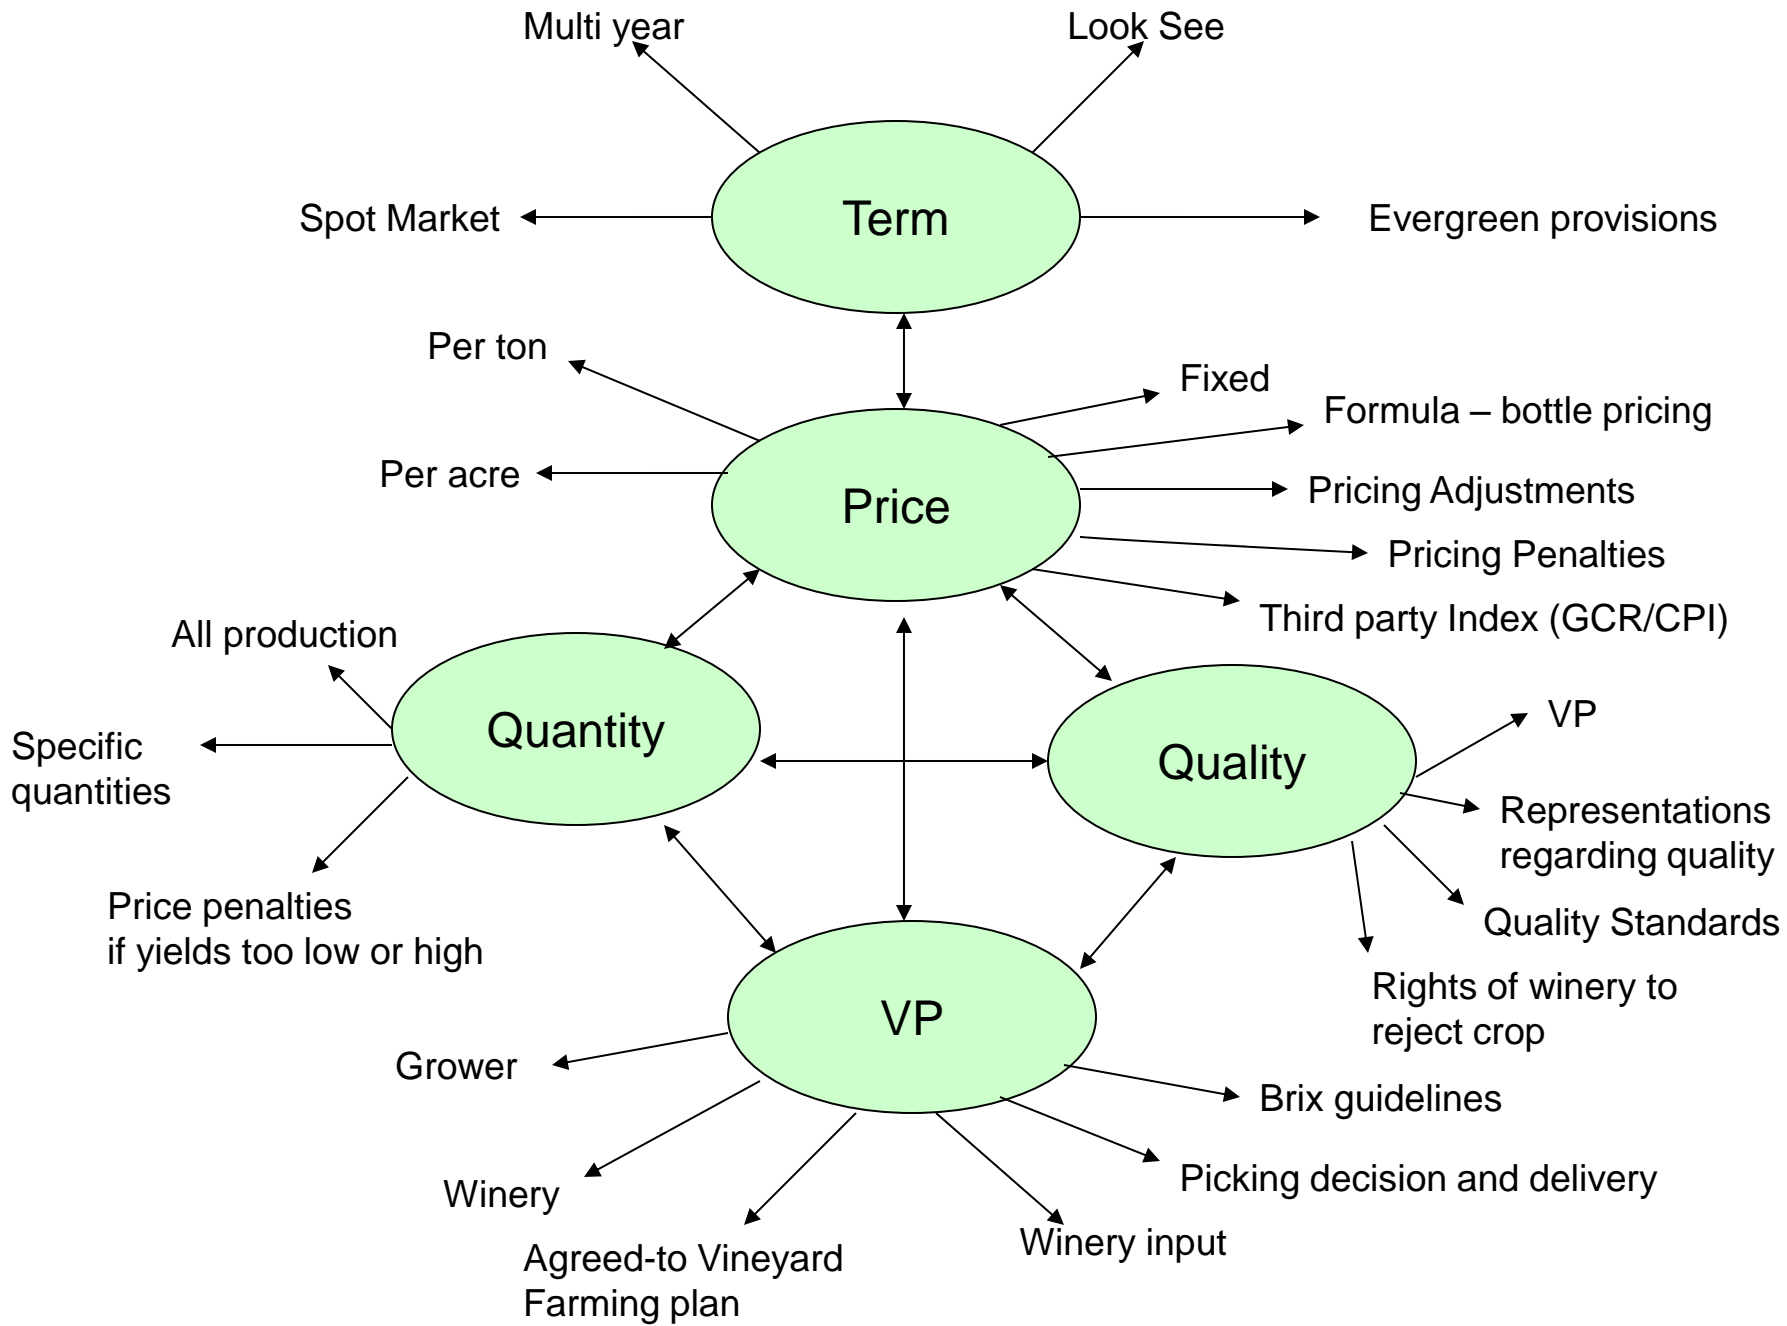 Multi year
Look See
Spot Market
Term
Evergreen provisions
Per ton
Fixed
Formula – bottle pricing
Per acre
Price
Pricing Adjustments
Pricing Penalties
Third party Index (GCR/CPI)
All production
Specific
quantities
Quantity
Quality
VP
Representations
regarding quality
Price penalties
if yields too low or high
Quality Standards
Rights of winery to
reject crop
VP
Grower
Brix guidelines
Winery
Picking decision and delivery
Agreed-to Vineyard
Farming plan
Winery input